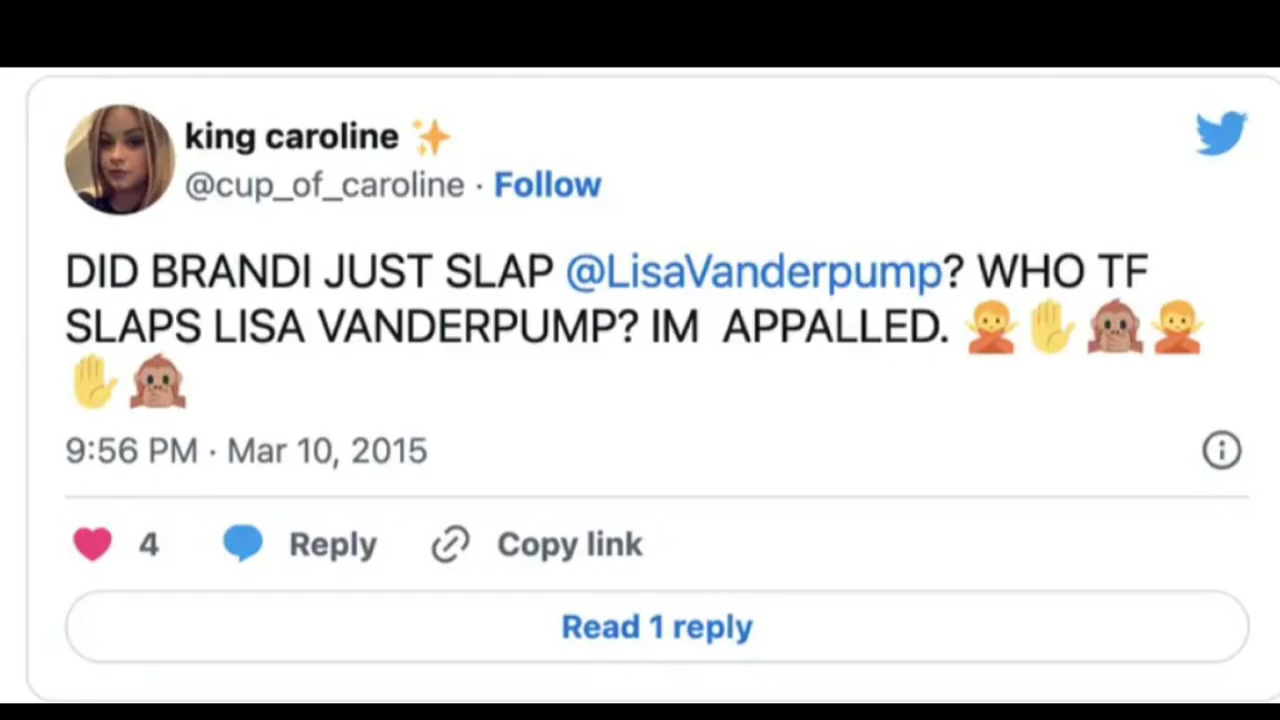 king caroline ✨
@cup_of_caroline · Follow
DID BRANDI JUST SLAP @LisaVanderpump? WHO TF
SLAPS LISA VANDERPUMP? IM  APPALLED. 🙅✋🙊🙅
✋🙊
9:56 PM · Mar 10, 2015
4 Reply Copy link
Read 1 reply